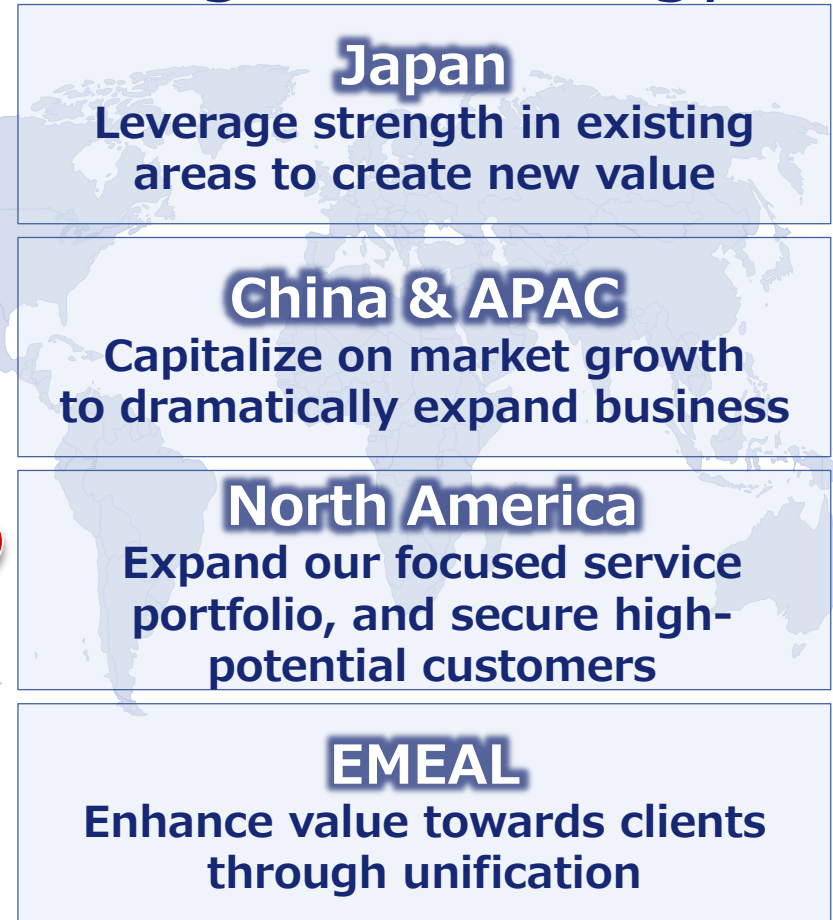 Japan
Leverage strength in existing
areas to create new value
China & APAC
Capitalize on market growth
to dramatically expand business
North America
Expand our focused service
portfolio, and secure high-
potential customers
EMEAL
Enhance value towards clients
through unification